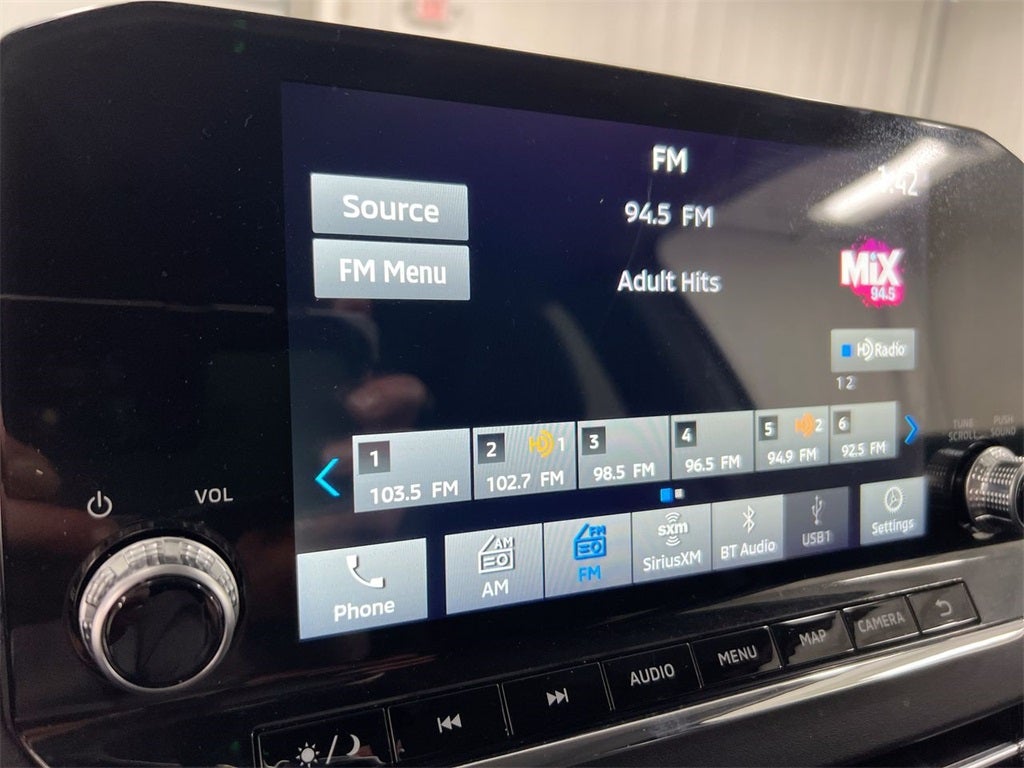 FM
:42
Source
94.5 FM
FM Menu
Adult Hits
MiX
94.5
HD Radio
1 2
1
103.5 FM
2
HD 1
102.7 FM
3
98.5 FM
4
96.5 FM
5
HD 2
94.9 FM
6
92.5 FM
TUNE
SCROLL
PUSH
SOUND
VOL
Phone
AM
AM
FM
FM
sxm
SiriusXM
BT Audio
USB1
Settings
AUDIO
MENU
MAP
CAMERA